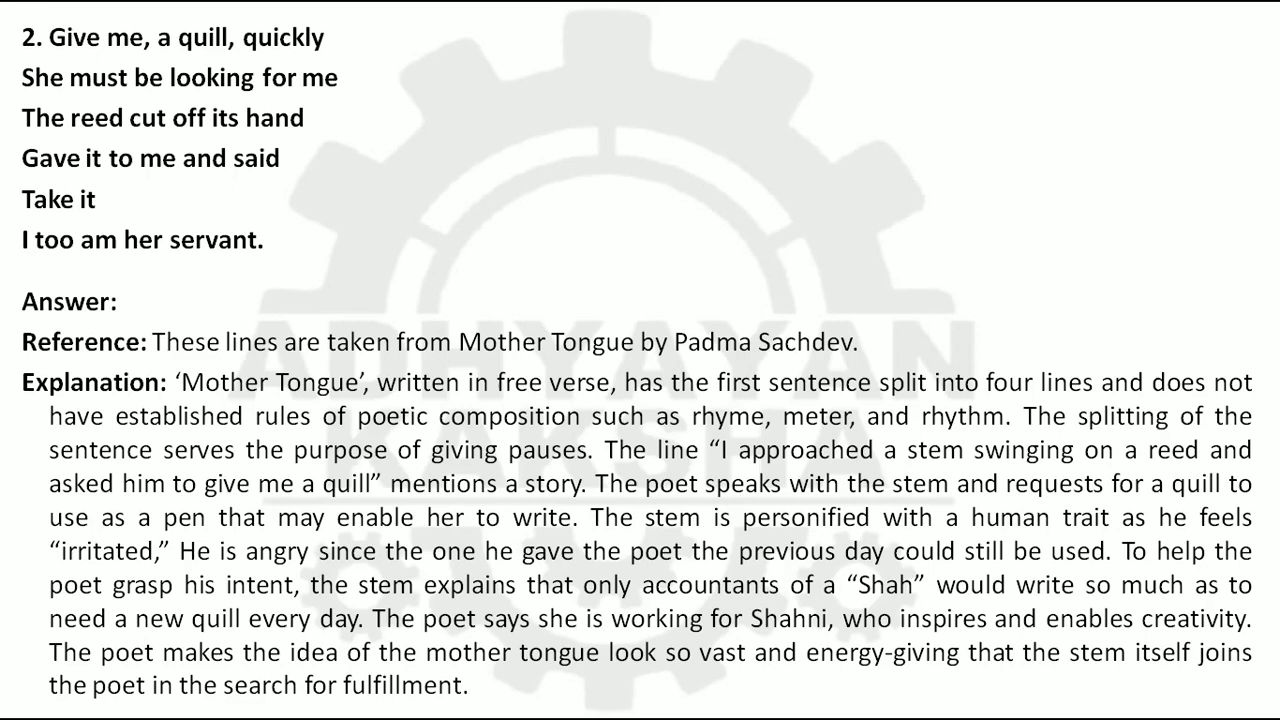 2. Give me, a quill, quickly
She must be looking for me
The reed cut off its hand
Gave it to me and said
Take it
I too am her servant.
Answer:
Reference: These lines are taken from Mother Tongue by Padma Sachdev.
Explanation: ‘Mother Tongue’, written in free verse, has the first sentence split into four lines and does not
have established rules of poetic composition such as rhyme, meter, and rhythm. The splitting of the
sentence serves the purpose of giving pauses. The line “I approached a stem swinging on a reed and
asked him to give me a quill” mentions a story. The poet speaks with the stem and requests for a quill to
use as a pen that may enable her to write. The stem is personified with a human trait as he feels
“irritated,” He is angry since the one he gave the poet the previous day could still be used. To help the
poet grasp his intent, the stem explains that only accountants of a “Shah” would write so much as to
need a new quill every day. The poet says she is working for Shahni, who inspires and enables creativity.
The poet makes the idea of the mother tongue look so vast and energy-giving that the stem itself joins
the poet in the search for fulfillment.
ADHYAYAN
KAKSHA